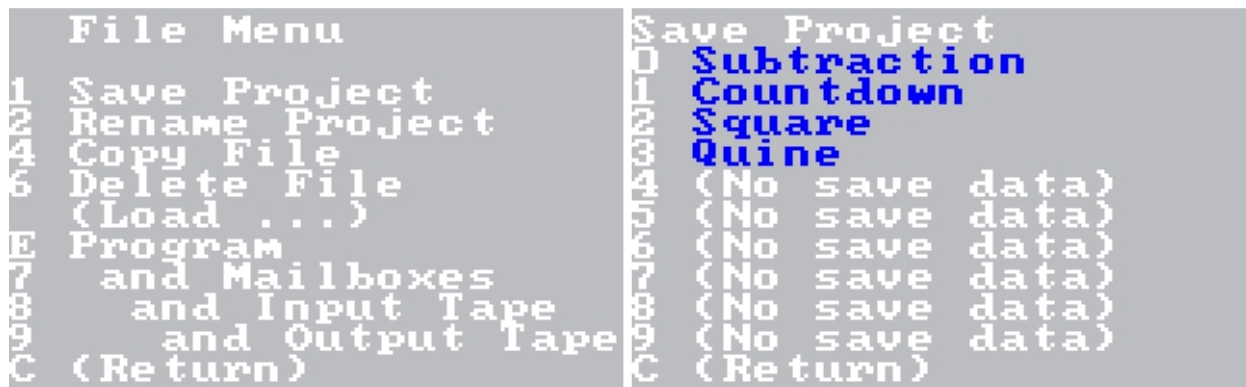 File Menu
1 Save Project
2 Rename Project
4 Copy File
6 Delete File
(Load ...)
E Program
7 and Mailboxes
8 and Input Tape
9 and Output Tape
C (Return)
Save Project
0 Subtraction
1 Countdown
2 Square
3 Quine
4 (No save data)
5 (No save data)
6 (No save data)
7 (No save data)
8 (No save data)
9 (No save data)
C (Return)